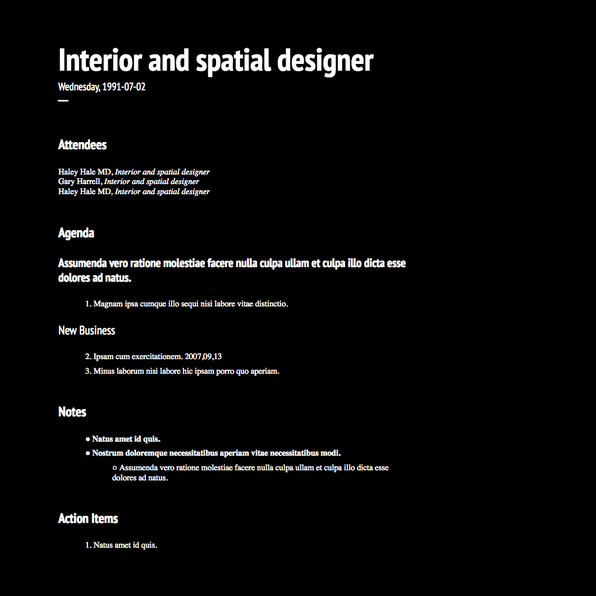 Interior and spatial designer
Wednesday, 1991-07-02
Attendees
Haley Hale MD, Interior and spatial designer
Gary Harrell, Interior and spatial designer
Haley Hale MD, Interior and spatial designer
Agenda
Assumenda vero ratione molestiae facere nulla culpa ullam et culpa illo dicta esse
dolores ad natus.
1. Magnam ipsa cumque illo sequi nisi labore vitae distinctio.
New Business
2. Ipsam cum exercitationem. 2007,09,13
3. Minus laborum nisi labore hic ipsam porro quo aperiam.
Notes
● Natus amet id quis.
● Nostrum doloremque necessitatibus aperiam vitae necessitatibus modi.
○ Assumenda vero ratione molestiae facere nulla culpa ullam et culpa illo dicta esse
dolores ad natus.
Action Items
1. Natus amet id quis.